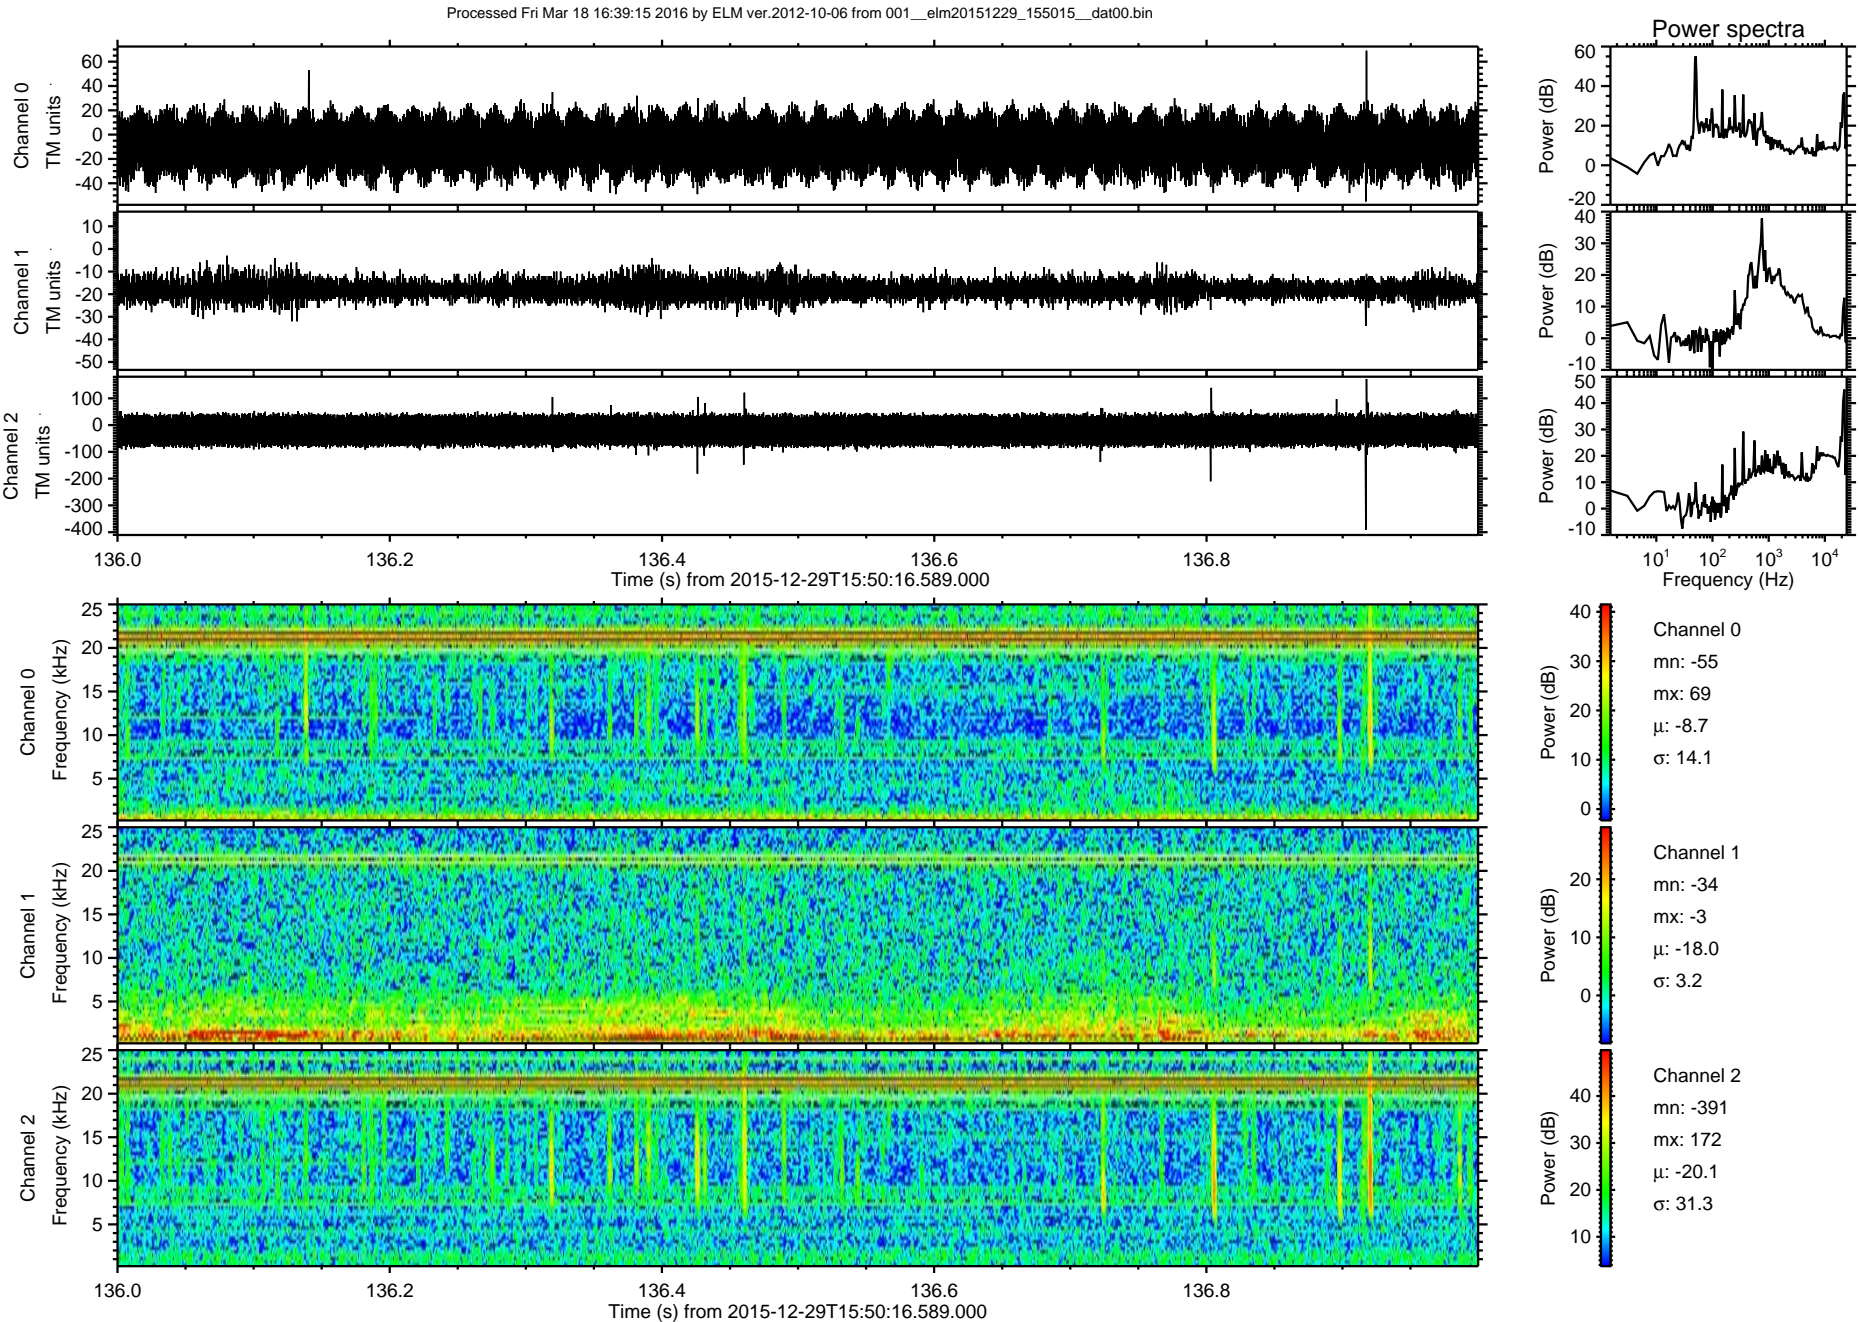 Processed Fri Mar 18 16:39:15 2016 by ELM ver.2012-10-06 from 001__elm20151229_155015__dat00.bin
Power spectra
Channel 0
TM units
60
40
20
0
-20
-40
Power (dB)
60
40
20
0
-20
Channel 1
TM units
10
0
-10
-20
-30
-40
-50
Power (dB)
40
30
20
10
0
-10
Channel 2
TM units
100
0
-100
-200
-300
-400
Power (dB)
50
40
30
20
10
0
-10
136.0 136.2 136.4 136.6 136.8
Time (s) from 2015-12-29T15:50:16.589.000
10¹ 10² 10³ 10⁴
Frequency (Hz)
Channel 0
Frequency (kHz)
25
20
15
10
5
Power (dB)
40
30
20
10
0
Channel 0
mn: -55
mx: 69
μ: -8.7
σ: 14.1
Channel 1
Frequency (kHz)
25
20
15
10
5
Power (dB)
20
10
0
Channel 1
mn: -34
mx: -3
μ: -18.0
σ: 3.2
Channel 2
Frequency (kHz)
25
20
15
10
5
Power (dB)
40
30
20
10
Channel 2
mn: -391
mx: 172
μ: -20.1
σ: 31.3
136.0 136.2 136.4 136.6 136.8
Time (s) from 2015-12-29T15:50:16.589.000